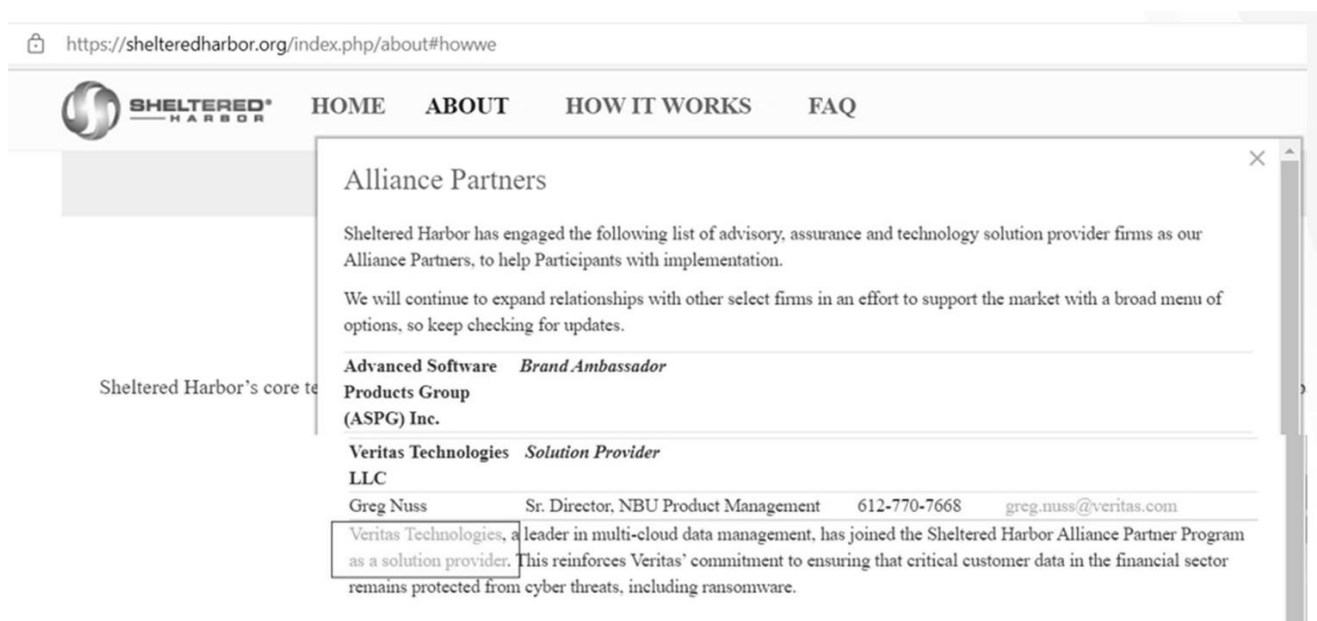 https://shelteredharbor.org/index.php/about#howwe
SHELTERED® HARBOR HOME ABOUT HOW IT WORKS FAQ
Alliance Partners
Sheltered Harbor has engaged the following list of advisory, assurance and technology solution provider firms as our
Alliance Partners, to help Participants with implementation.
We will continue to expand relationships with other select firms in an effort to support the market with a broad menu of
options, so keep checking for updates.
Advanced Software Brand Ambassador
Sheltered Harbor's core te
Products Group
(ASPG) Inc.
Veritas Technologies Solution Provider
LLC
Greg Nuss Sr. Director, NBU Product Management 612-770-7668 greg.nuss@veritas.com
Veritas Technologies, a leader in multi-cloud data management, has joined the Sheltered Harbor Alliance Partner Program
as a solution provider. This reinforces Veritas' commitment to ensuring that critical customer data in the financial sector
remains protected from cyber threats, including ransomware.